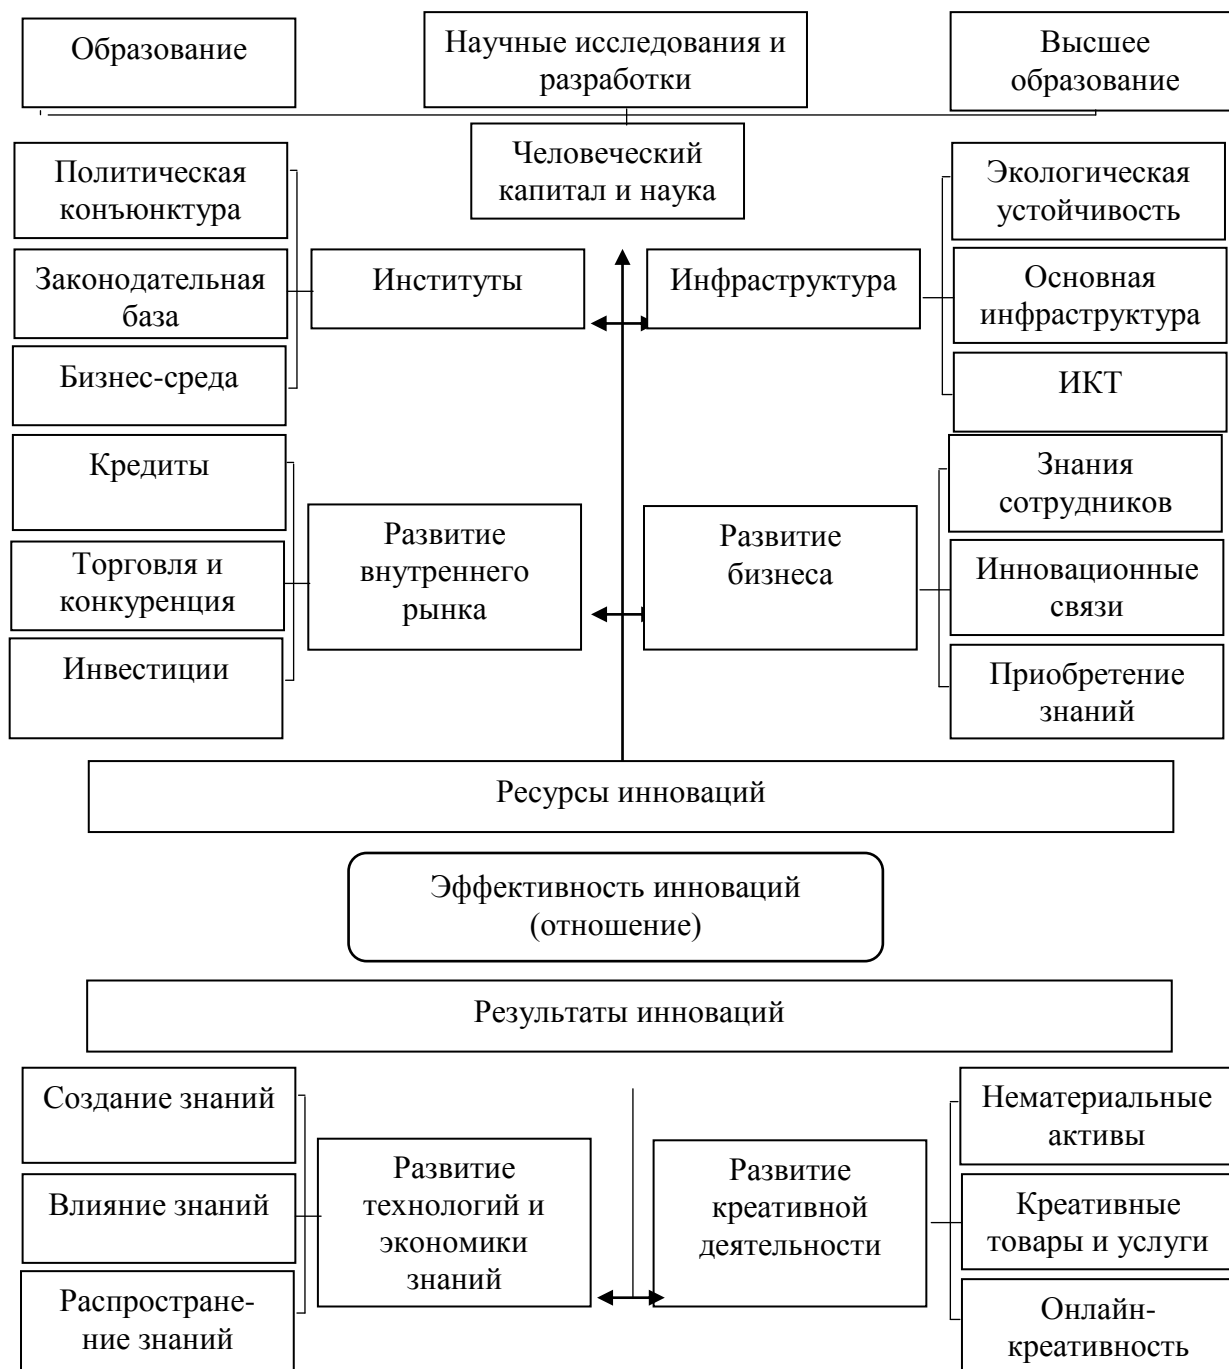 Образование
Научные исследования и
разработки
Высшее
образование
Человеческий
капитал и наука
Политическая
конъюнктура
Законодательная
база
Бизнес-среда
Институты
Инфраструктура
Экологическая
устойчивость
Основная
инфраструктура
ИКТ
Кредиты
Торговля и
конкуренция
Инвестиции
Развитие
внутреннего
рынка
Развитие
бизнеса
Знания
сотрудников
Инновационные
связи
Приобретение
знаний
Ресурсы инноваций
Эффективность инноваций
(отношение)
Результаты инноваций
Создание знаний
Влияние знаний
Распростране-
ние знаний
Развитие
технологий и
экономики
знаний
Развитие
креативной
деятельности
Нематериальные
активы
Креативные
товары и услуги
Онлайн-
креативность